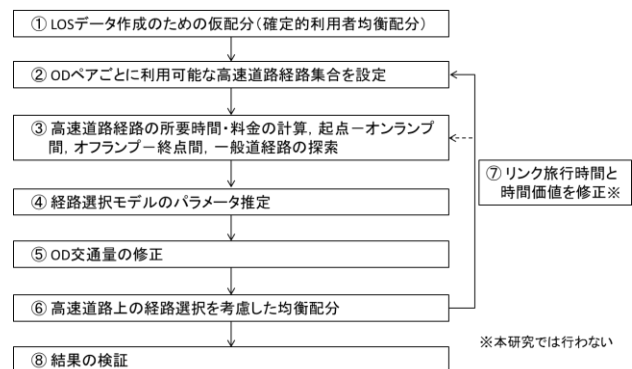 ① LOSデータ作成のための仮配分（確定的利用者均衡配分）
② ODペアごとに利用可能な高速道路経路集合を設定
③ 高速道路経路の所要時間・料金の計算，起点－オンランプ
間，オフランプ－終点間，一般道経路の探索
④ 経路選択モデルのパラメータ推定
⑤ OD交通量の修正
⑥ 高速道路上の経路選択を考慮した均衡配分
⑦ リンク旅行時間と
時間価値を修正※
※本研究では行わない
⑧ 結果の検証